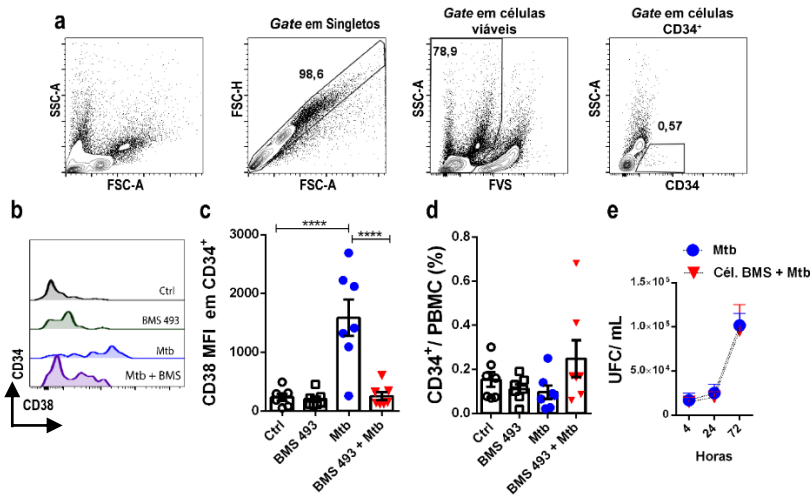 a
Gate em Singletos
Gate em células
viáveis
Gate em células
CD34⁺
SSC-A
FSC-A
98,6
FSC-H
FSC-A
78,9
SSC-A
FVS
0,57
SSC-A
CD34
b
Ctrl
BMS 493
Mtb
Mtb + BMS
CD34
CD38
c
****
****
CD38 MFI em CD34⁺
3000
2000
1000
0
Ctrl
BMS 493
Mtb
BMS 493 + Mtb
d
CD34⁺/ PBMC (%)
0.8
0.6
0.4
0.2
0.0
Ctrl
BMS 493
Mtb
BMS 493 + Mtb
e
Mtb
Cél. BMS + Mtb
UFC/ mL
1.5×10⁵
1.0×10⁵
5.0×10⁴
0.0
4
24
72
Horas